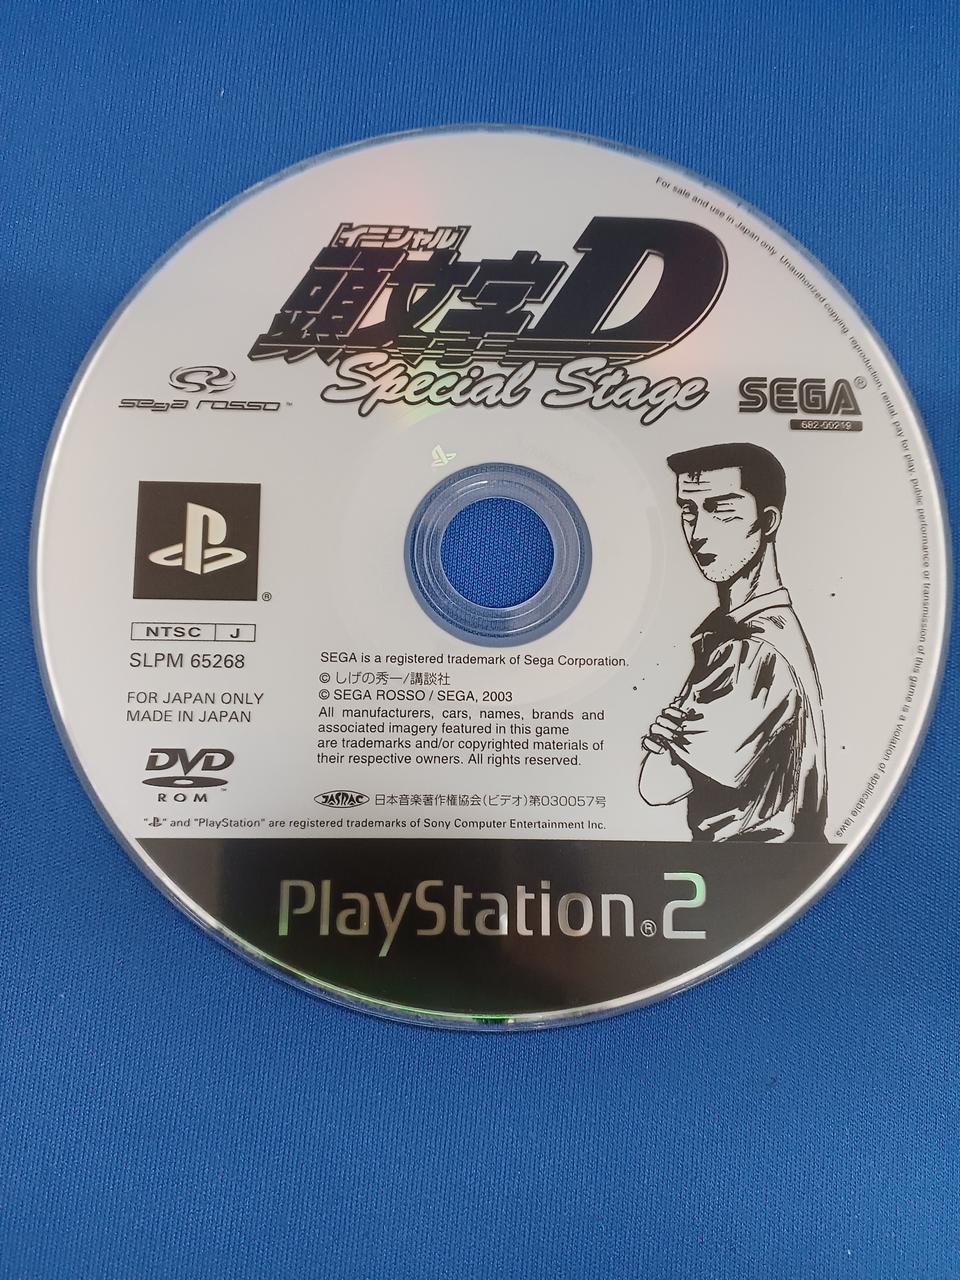 For sale and use in Japan only. Unauthorized copying, reproduction, rental, pay for play, public performance or transmission of this game is a violation of applicable laws.
[イニシャル]
頭文字D
Special Stage
sega rosso™
SEGA®
682-00219
®
NTSC J
SLPM 65268
FOR JAPAN ONLY
MADE IN JAPAN
DVD
ROM™
SEGA is a registered trademark of Sega Corporation.
© しげの秀一/講談社
© SEGA ROSSO / SEGA, 2003
All manufacturers, cars, names, brands and
associated imagery featured in this game
are trademarks and/or copyrighted materials of
their respective owners. All rights reserved.
JASRAC 日本音楽著作権協会(ビデオ)第030057号
" " and "PlayStation" are registered trademarks of Sony Computer Entertainment Inc.
PlayStation®2